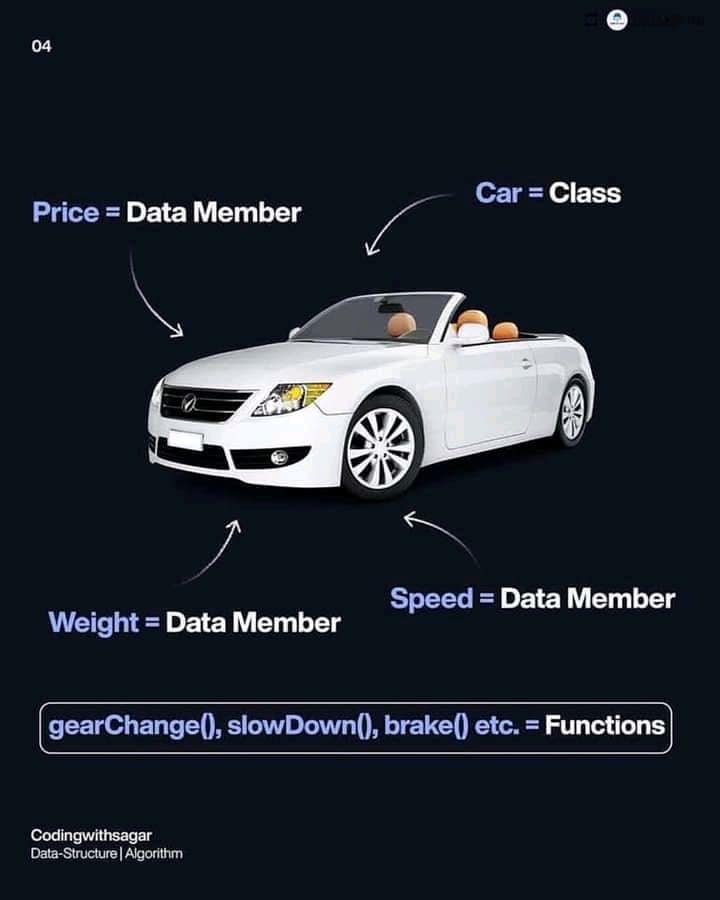 04
Price = Data Member
Car = Class
Weight = Data Member
Speed = Data Member
gearChange(), slowDown(), brake() etc. = Functions
Codingwithsagar
Data-Structure | Algorithm